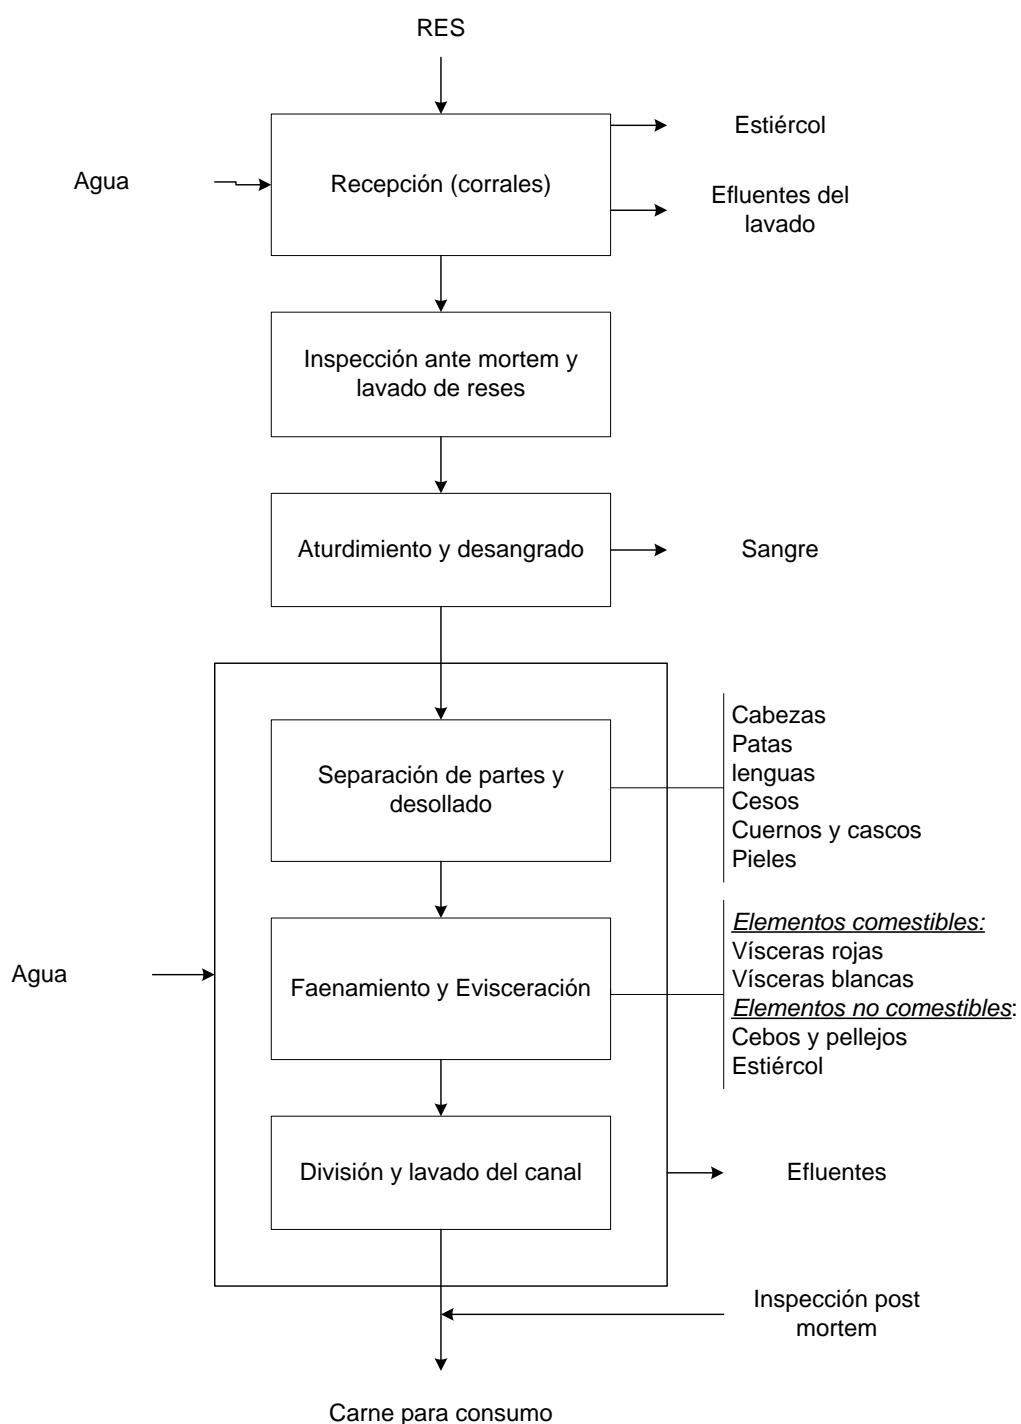 RES
Estiércol
Agua
Recepción (corrales)
Efluentes del
lavado
Inspección ante mortem y
lavado de reses
Aturdimiento y desangrado
Sangre
Separación de partes y
desollado
Cabezas
Patas
lenguas
Cesos
Cuernos y cascos
Pieles
Agua
Faenamiento y Evisceración
Elementos comestibles:
Vísceras rojas
Vísceras blancas
Elementos no comestibles:
Cebos y pellejos
Estiércol
División y lavado del canal
Efluentes
Inspección post
mortem
Carne para consumo